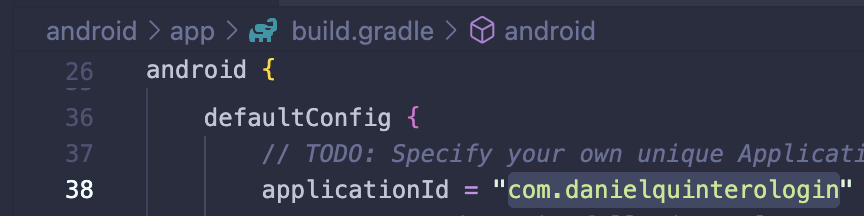 android > app > build.gradle > android
26 android {
36 defaultConfig {
37 // TODO: Specify your own unique Applicati
38 applicationId = "com.danielquinterologin"